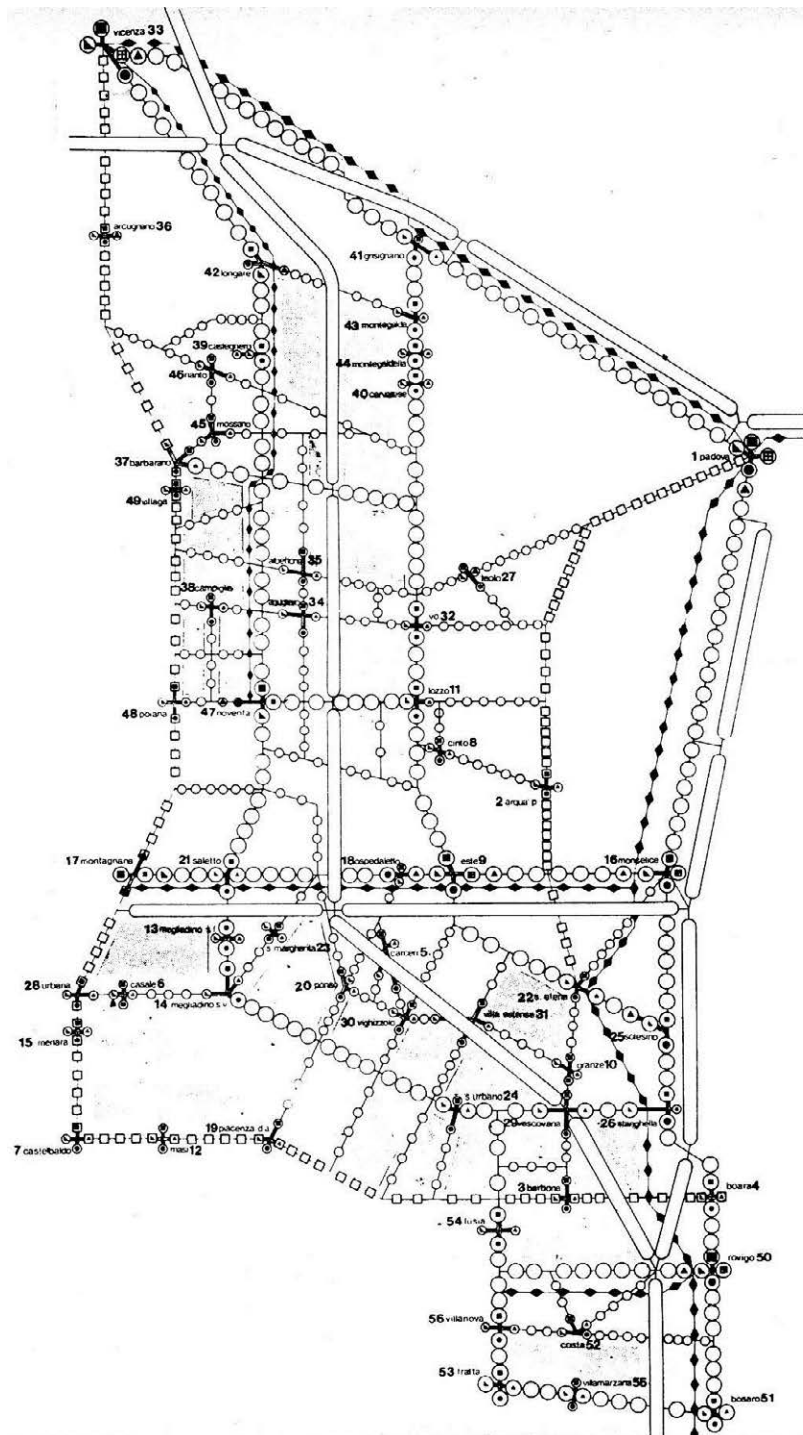 vicenza 33
arcugnano 36
41 grisignano
42 longare
43 montegalda
39 castegnero
44 montegaldella
46 nanto
40 cervarese
45 mossano
1 padova
37 barbarano
49 villaga
35
teolo 27
38 campiglia
34
vo 32
lozzo 11
48 poiana
47 noventa
cinto 8
2 arqua' p
17 montagnana
21 saletto
18 ospedaletto
este 9
16 monselice
13 megliadino s.f.
s. margherita 23
carceri 5
28 urbana
casale 6
20 ponso
22 s. elena
14 megliadino s.v.
villa estense 31
30 vighizzolo
25 solesino
15 merlara
granze 10
s urbano 24
29 vescovana
26 stanghella
19 piacenza d.a
7 castelbaldo
masi 12
3 barbona
boara 4
54 lusia
rovigo 50
56 villanova
costa 52
53 fratta
villamarzana 55
bosaro 51